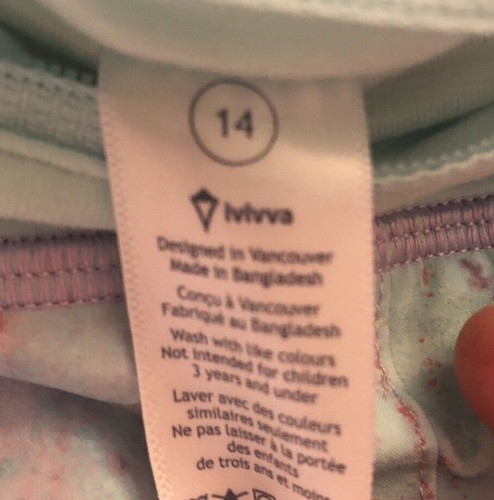 14
ivivva
Designed in Vancouver
Made in Bangladesh
Conçu à Vancouver
Fabriqué au Bangladesh
Wash with like colours
Not intended for children
3 years and under
Laver avec des couleurs
similaires seulement
Ne pas laisser à la portée
des enfants
de trois ans et moins